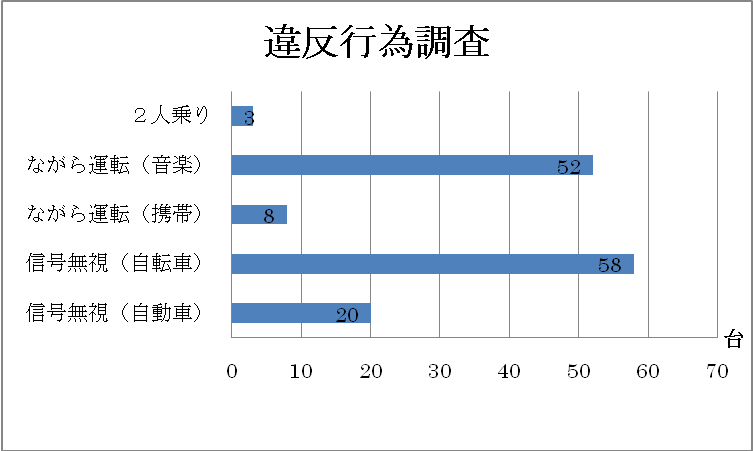 違反行為調査
２人乗り
3
ながら運転（音楽）
52
ながら運転（携帯）
8
信号無視（自転車）
58
信号無視（自動車）
20
台
0 10 20 30 40 50 60 70